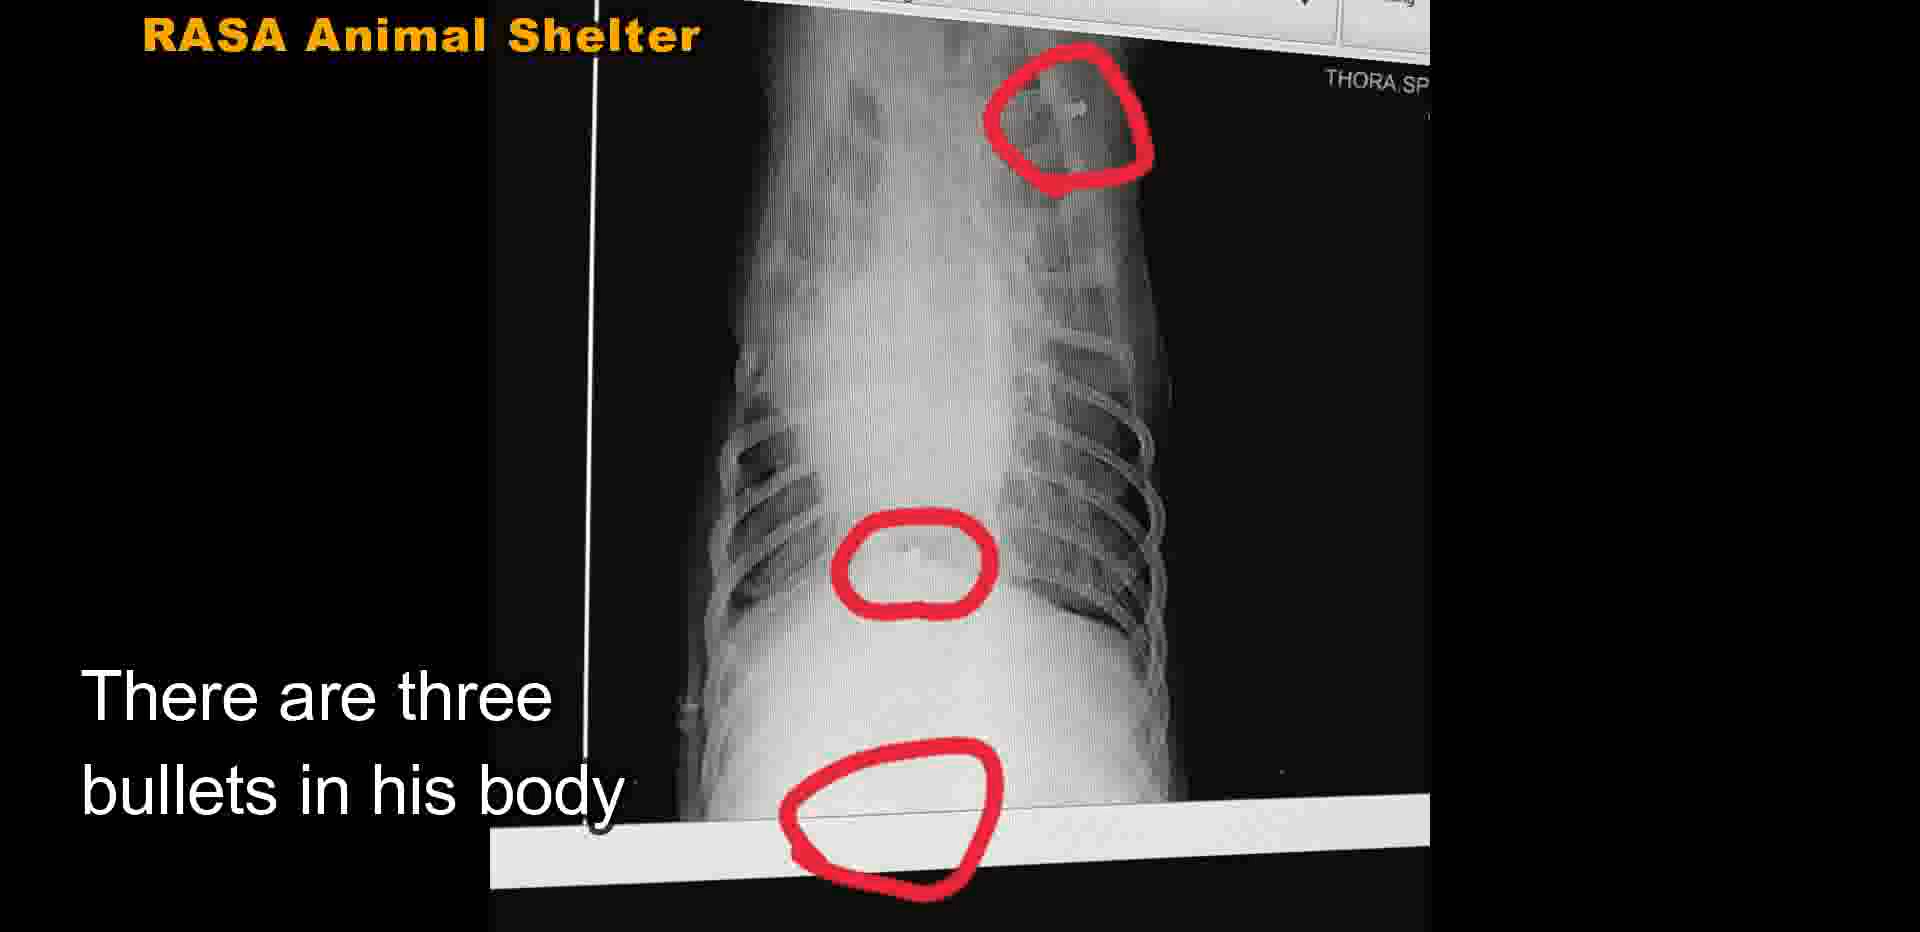 RASA Animal Shelter
THORA.SP
There are three
bullets in his body